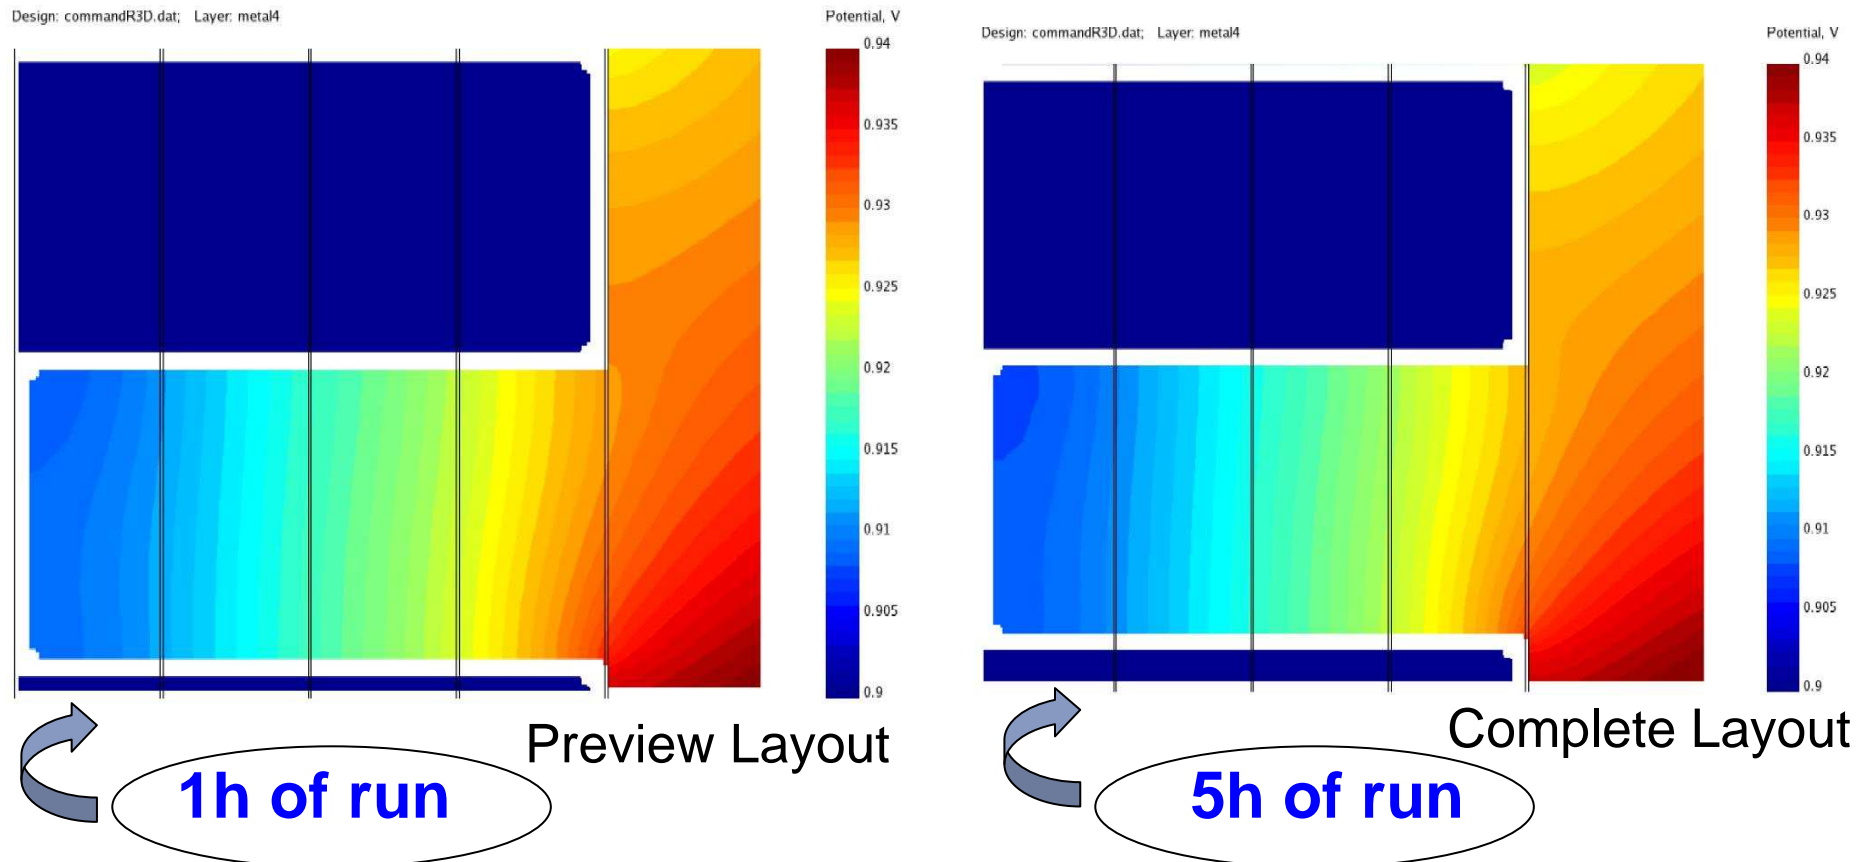 Design: commandR3D.dat;   Layer: metal4
Potential, V
0.94
0.935
0.93
0.925
0.92
0.915
0.91
0.905
0.9
Preview Layout
1h of run
Design: commandR3D.dat;   Layer: metal4
Potential, V
0.94
0.935
0.93
0.925
0.92
0.915
0.91
0.905
0.9
Complete Layout
5h of run